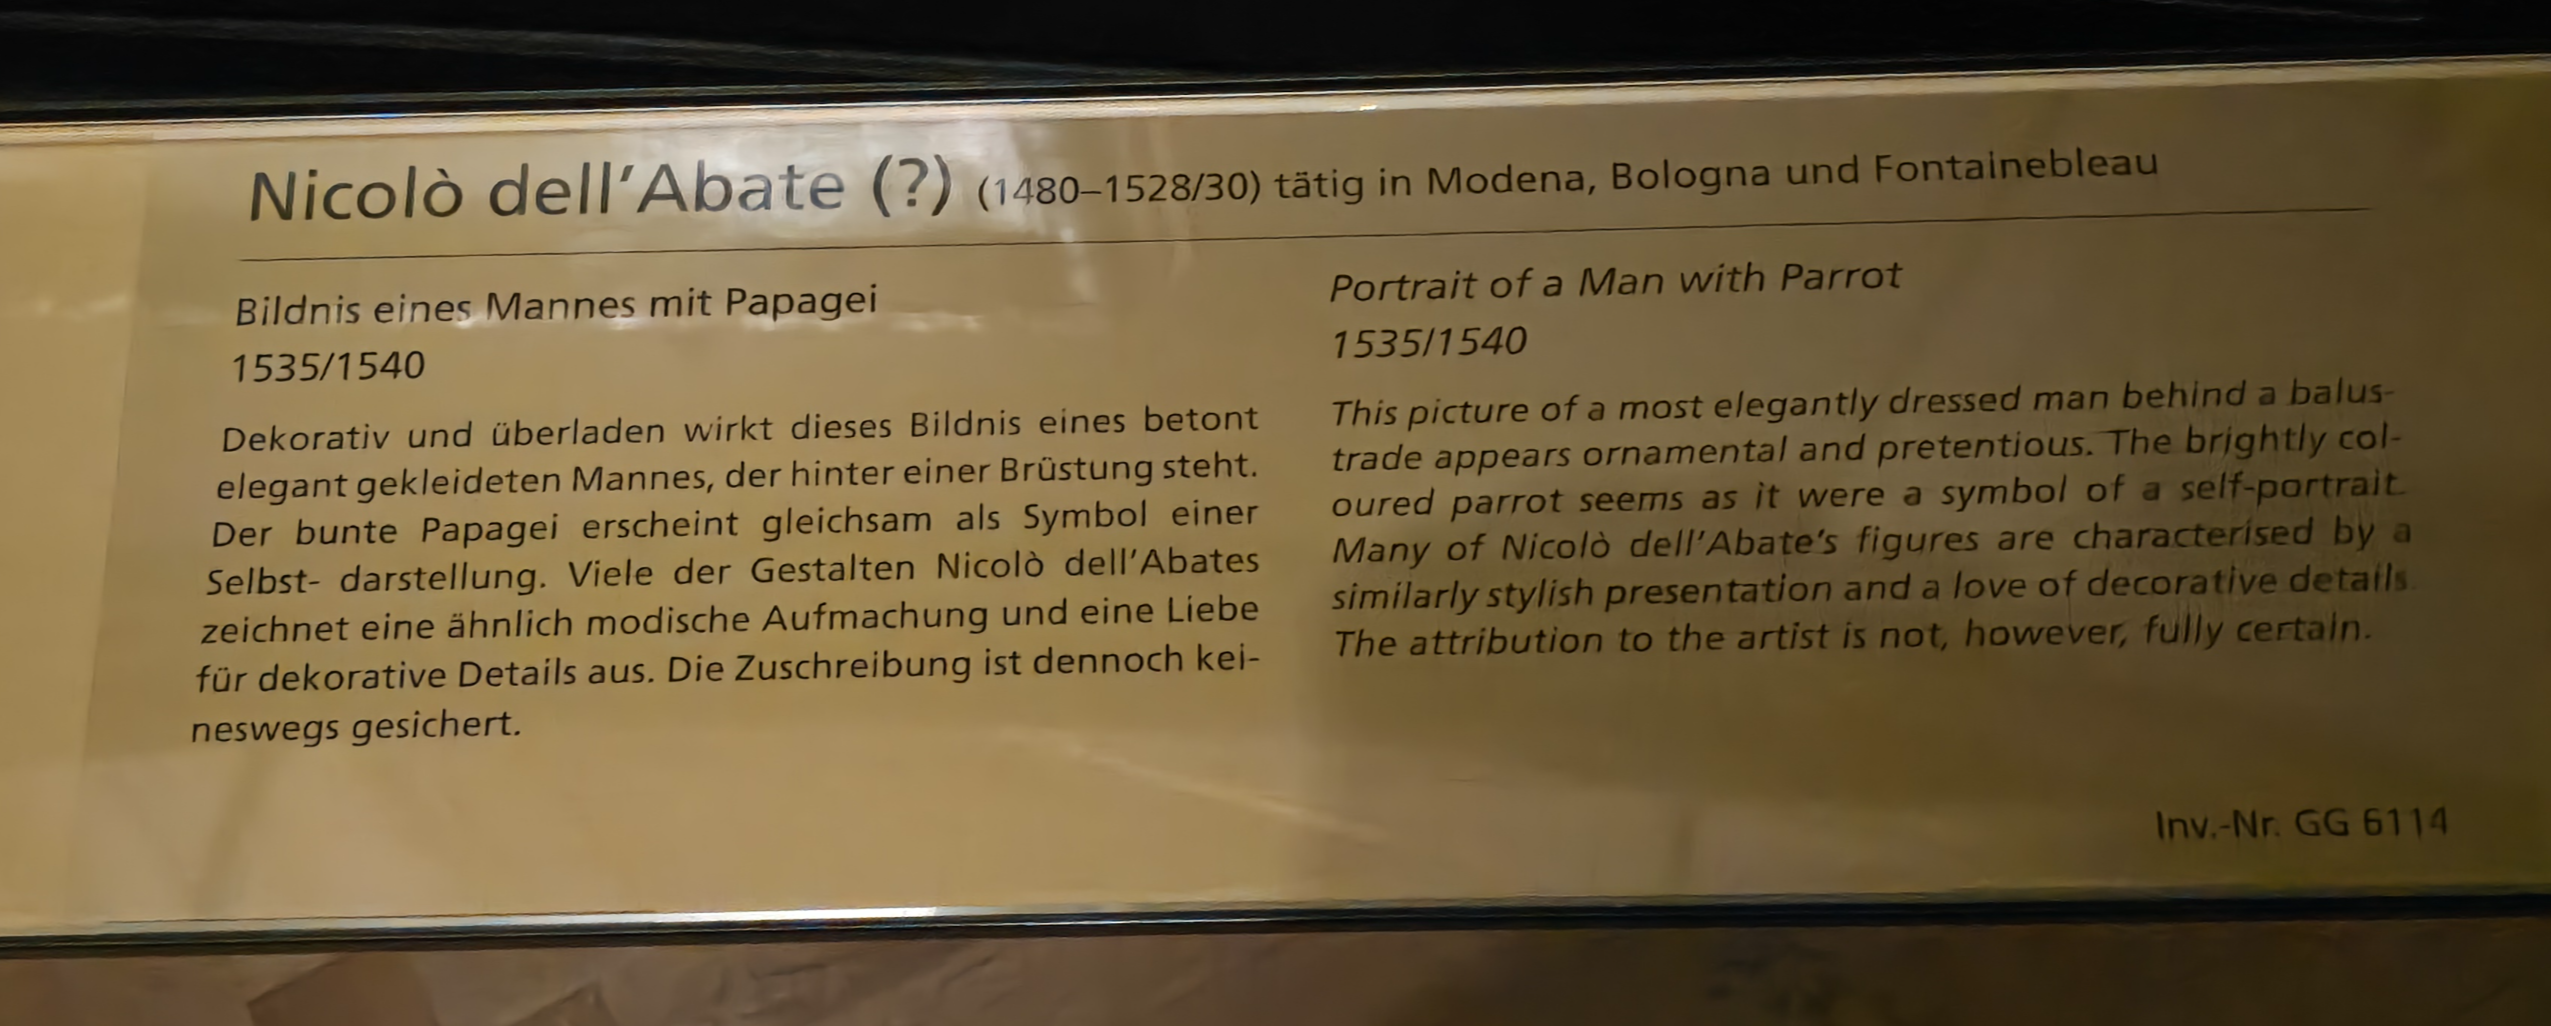 Nicolò dell'Abate (?) (1480–1528/30) tätig in Modena, Bologna und Fontainebleau
Bildnis eines Mannes mit Papagei
1535/1540
Dekorativ und überladen wirkt dieses Bildnis eines betont
elegant gekleideten Mannes, der hinter einer Brüstung steht.
Der bunte Papagei erscheint gleichsam als Symbol einer
Selbst- darstellung. Viele der Gestalten Nicolò dell'Abates
zeichnet eine ähnlich modische Aufmachung und eine Liebe
für dekorative Details aus. Die Zuschreibung ist dennoch kei-
neswegs gesichert.
Portrait of a Man with Parrot
1535/1540
This picture of a most elegantly dressed man behind a balus-
trade appears ornamental and pretentious. The brightly col-
oured parrot seems as it were a symbol of a self-portrait.
Many of Nicolò dell'Abate's figures are characterised by a
similarly stylish presentation and a love of decorative details.
The attribution to the artist is not, however, fully certain.
Inv.-Nr. GG 6114